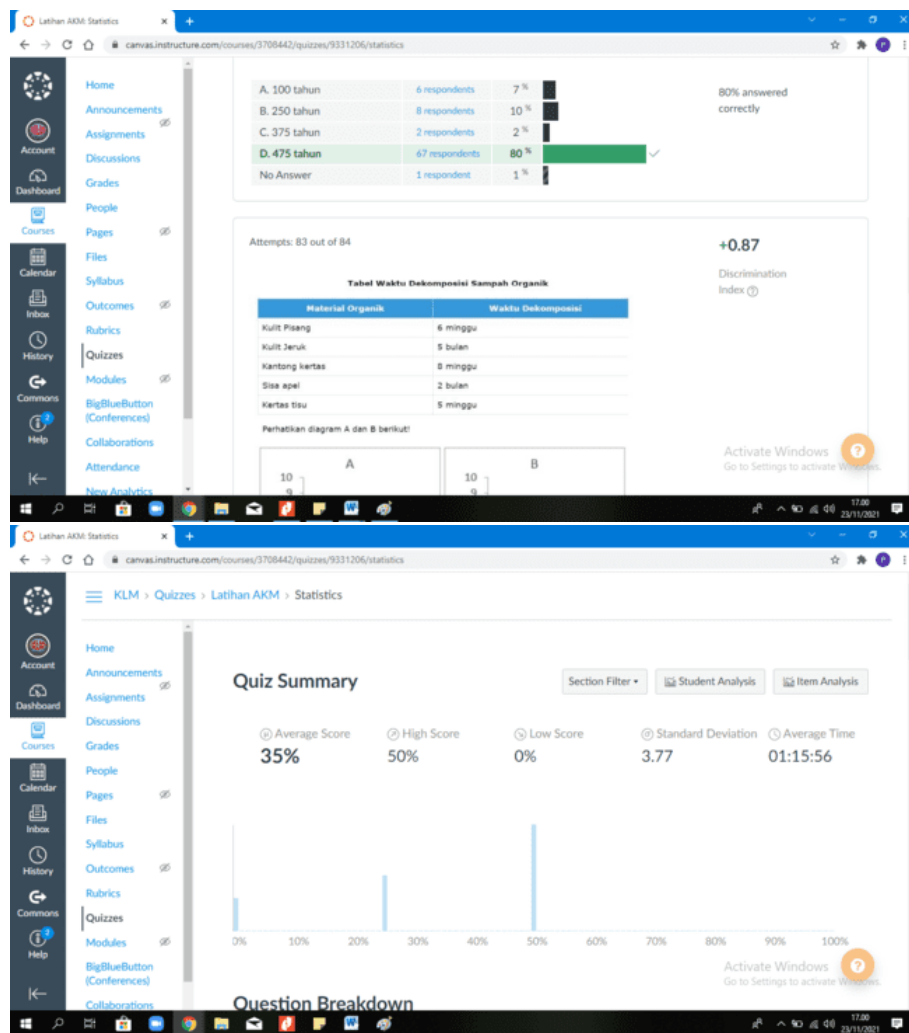 Latihan AKM: Statistics
canvas.instructure.com/courses/3708442/quizzes/9331206/statistics
Account
Dashboard
Courses
Calendar
Inbox
History
Commons
2
Help
Home
Announcements
Assignments
Discussions
Grades
People
Pages
Files
Syllabus
Outcomes
Rubrics
Quizzes
Modules
BigBlueButton
(Conferences)
Collaborations
Attendance
New Analytics
A. 100 tahun 6 respondents 7 %
B. 250 tahun 8 respondents 10 %
C. 375 tahun 2 respondents 2 %
D. 475 tahun 67 respondents 80 %
No Answer 1 respondent 1 %
80% answered
correctly
Attempts: 83 out of 84
+0.87
Discrimination
Index ?
Tabel Waktu Dekomposisi Sampah Organik
Material Organik Waktu Dekomposisi
Kulit Pisang 6 minggu
Kulit Jeruk 5 bulan
Kantong kertas 8 minggu
Sisa apel 2 bulan
Kertas tisu 5 minggu
Perhatikan diagram A dan B berikut:
A B
10 10
9 9
Activate Windows
Go to Settings to activate Windows.
?
17.00
23/11/2021
Latihan AKM: Statistics
canvas.instructure.com/courses/3708442/quizzes/9331206/statistics
KLM > Quizzes > Latihan AKM > Statistics
Account
Dashboard
Courses
Calendar
Inbox
History
Commons
2
Help
Home
Announcements
Assignments
Discussions
Grades
People
Pages
Files
Syllabus
Outcomes
Rubrics
Quizzes
Modules
BigBlueButton
(Conferences)
Collaborations
Quiz Summary
Section Filter Student Analysis Item Analysis
Average Score High Score Low Score Standard Deviation Average Time
35% 50% 0% 3.77 01:15:56
0% 10% 20% 30% 40% 50% 60% 70% 80% 90% 100%
Activate Windows
Go to Settings to activate Windows.
?
Question Breakdown
17.00
23/11/2021